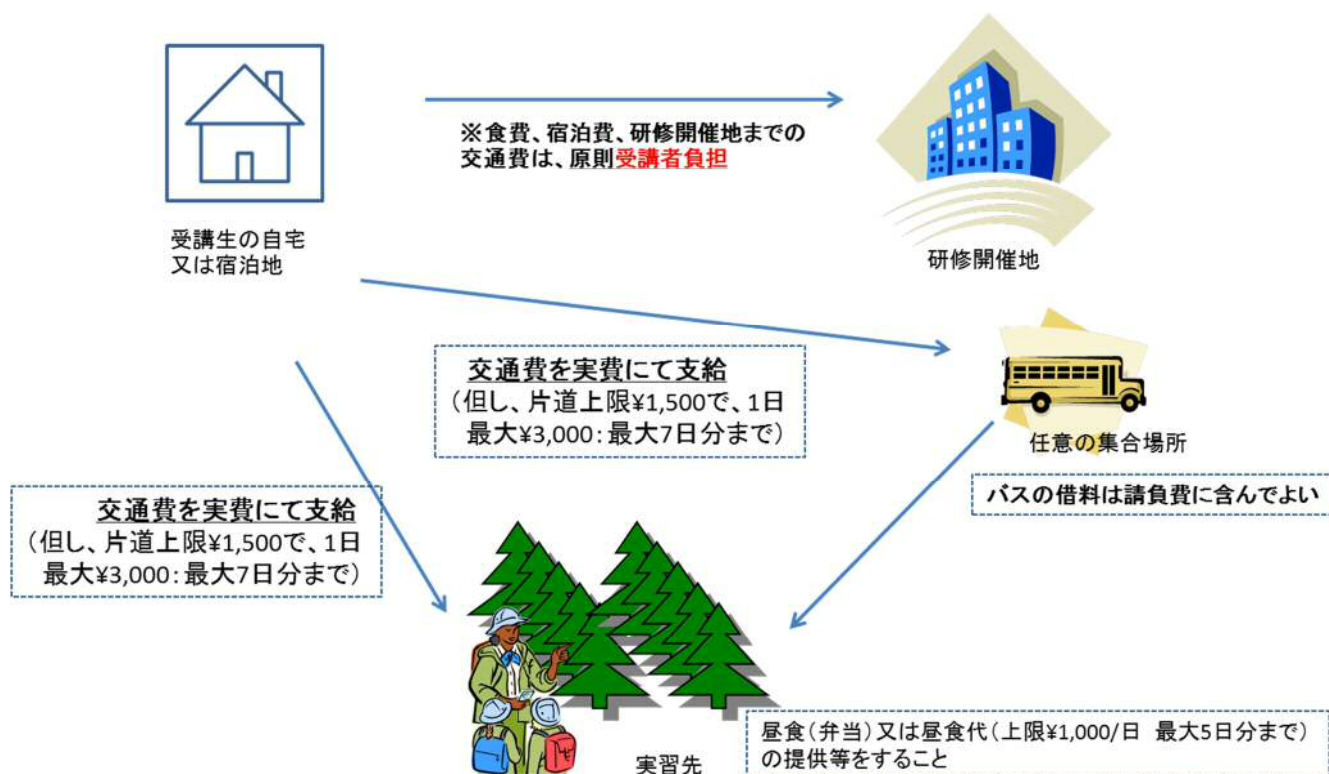 ※食費、宿泊費、研修開催地までの
交通費は、原則受講者負担
受講生の自宅
又は宿泊地
研修開催地
交通費を実費にて支給
（但し、片道上限¥1,500で、1日
最大¥3,000：最大7日分まで）
任意の集合場所
バスの借料は請負費に含んでよい
交通費を実費にて支給
（但し、片道上限¥1,500で、1日
最大¥3,000：最大7日分まで）
実習先
昼食（弁当）又は昼食代（上限¥1,000/日 最大5日分まで）
の提供等をすること